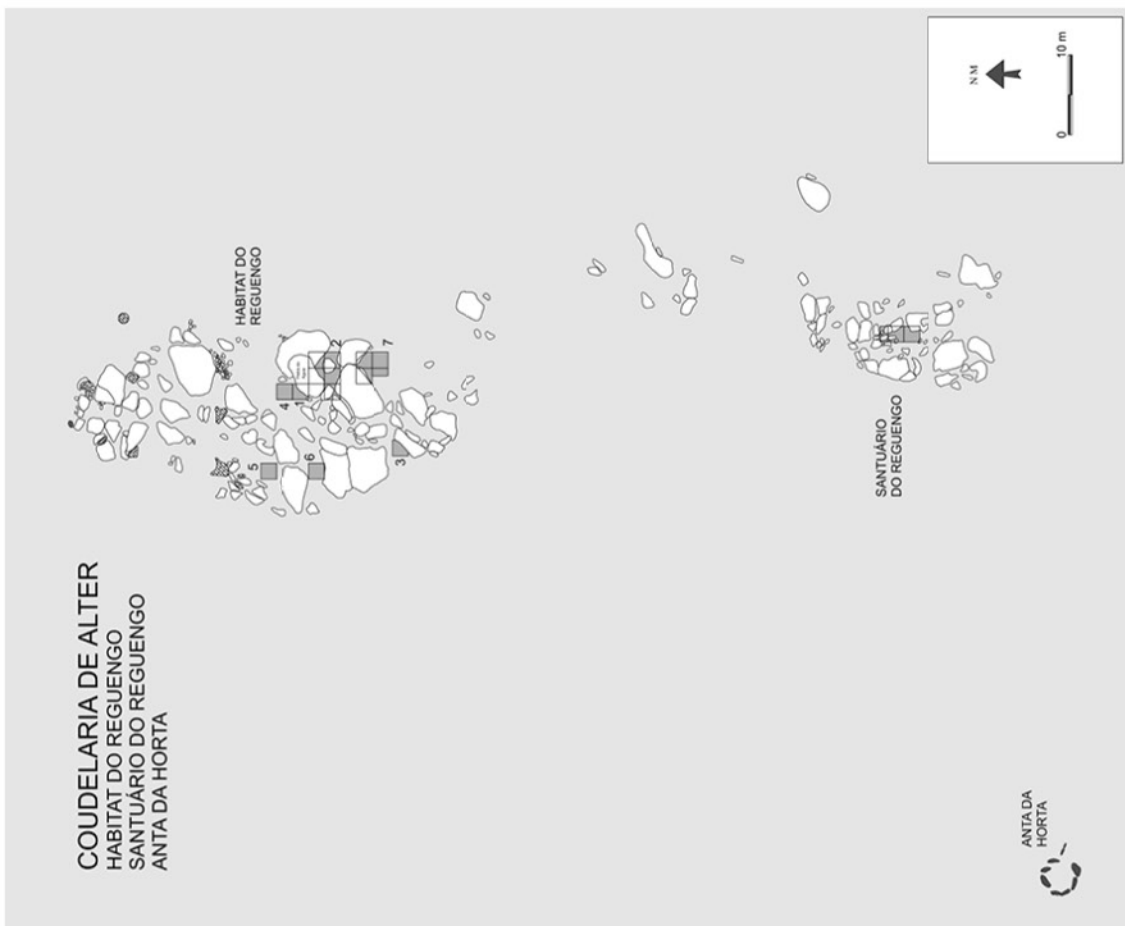 COUDELARIA DE ALTER
HABITAT DO REGUENGO
SANTUÁRIO DO REGUENGO
ANTA DA HORTA
HABITAT DO
REGUENGO
4
1
2
7
5
6
3
SANTUÁRIO
DO REGUENGO
ANTA DA
HORTA
N M
0
10 m